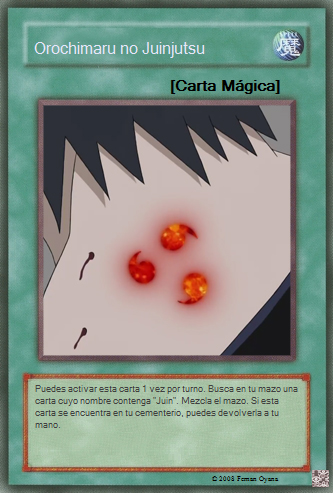 Orochimaru no Juinjutsu
魔
[Carta Mágica]
Puedes activar esta carta 1 vez por turno. Busca en tu mazo una
carta cuyo nombre contenga "Juin". Mezcla el mazo. Si esta
carta se encuentra en tu cementerio, puedes devolverla a tu
mano.
© 2008 Ferran Oyana